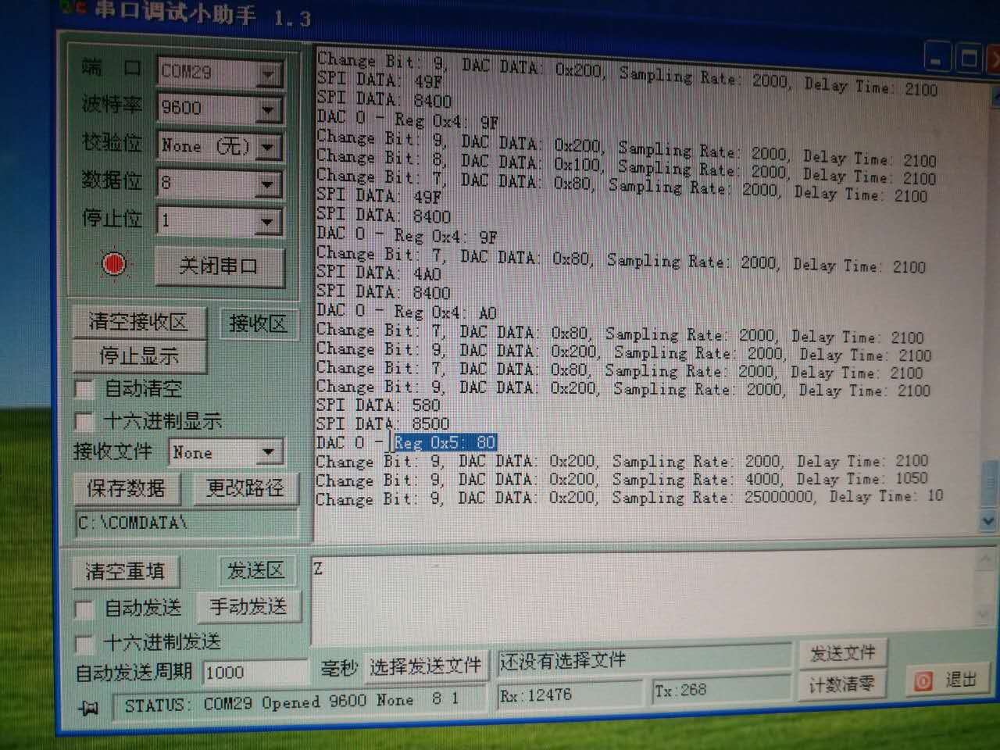 串口调试小助手 1.3
端 口 COM29
波特率 9600
校验位 None (无)
数据位 8
停止位 1
关闭串口
清空接收区 接收区
停止显示
自动清空
十六进制显示
接收文件 None
保存数据 更改路径
C:\COMDATA\
Change Bit: 9, DAC DATA: 0x200, Sampling Rate: 2000, Delay Time: 2100
SPI DATA: 49F
SPI DATA: 8400
DAC 0 - Reg 0x4: 9F
Change Bit: 9, DAC DATA: 0x200, Sampling Rate: 2000, Delay Time: 2100
Change Bit: 8, DAC DATA: 0x100, Sampling Rate: 2000, Delay Time: 2100
Change Bit: 7, DAC DATA: 0x80, Sampling Rate: 2000, Delay Time: 2100
SPI DATA: 49F
SPI DATA: 8400
DAC 0 - Reg 0x4: 9F
Change Bit: 7, DAC DATA: 0x80, Sampling Rate: 2000, Delay Time: 2100
SPI DATA: 4A0
SPI DATA: 8400
DAC 0 - Reg 0x4: A0
Change Bit: 7, DAC DATA: 0x80, Sampling Rate: 2000, Delay Time: 2100
Change Bit: 9, DAC DATA: 0x200, Sampling Rate: 2000, Delay Time: 2100
Change Bit: 7, DAC DATA: 0x80, Sampling Rate: 2000, Delay Time: 2100
Change Bit: 9, DAC DATA: 0x200, Sampling Rate: 2000, Delay Time: 2100
SPI DATA: 580
SPI DATA: 8500
DAC 0 - Reg 0x5: 80
Change Bit: 9, DAC DATA: 0x200, Sampling Rate: 2000, Delay Time: 2100
Change Bit: 9, DAC DATA: 0x200, Sampling Rate: 4000, Delay Time: 1050
Change Bit: 9, DAC DATA: 0x200, Sampling Rate: 25000000, Delay Time: 10
清空重填 发送区
Z
自动发送 手动发送
十六进制发送
自动发送周期 1000 毫秒 选择发送文件 还没有选择文件 发送文件
STATUS: COM29 Opened 9600 None 8 1 Rx:12476 Tx:268 计数清零 退出